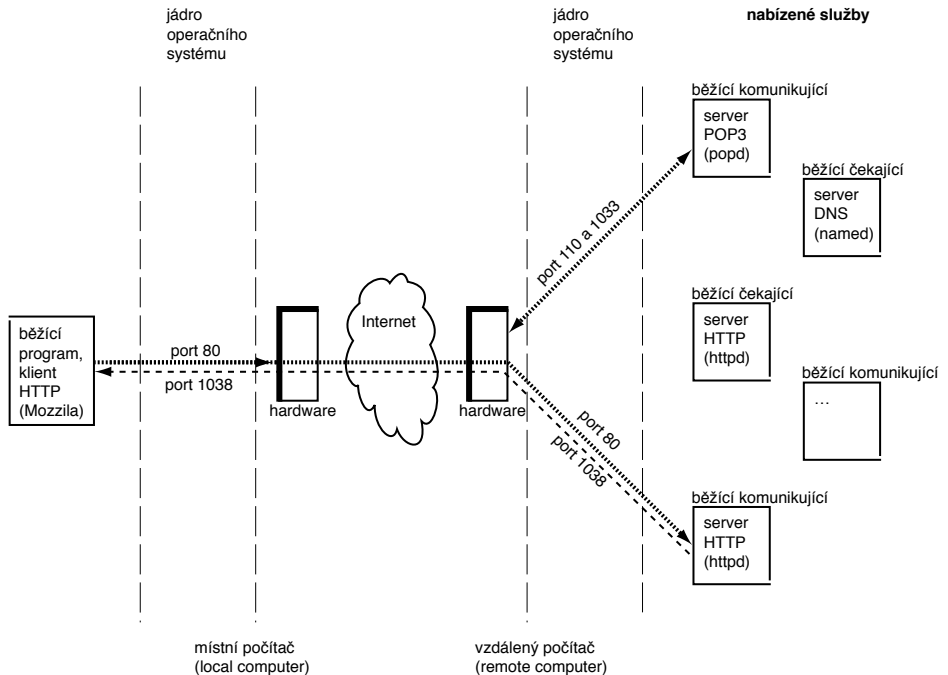 jádro
operačního
systému
jádro
operačního
systému
nabízené služby
běžící komunikující
server
POP3
(popd)
běžící čekající
server
DNS
(named)
port 110 a 1033
běžící čekající
server
HTTP
(httpd)
běžící komunikující
…
běžící
program,
klient
HTTP
(Mozzila)
port 80
port 1038
hardware
Internet
hardware
port 80
port 1038
běžící komunikující
server
HTTP
(httpd)
místní počítač
(local computer)
vzdálený počítač
(remote computer)